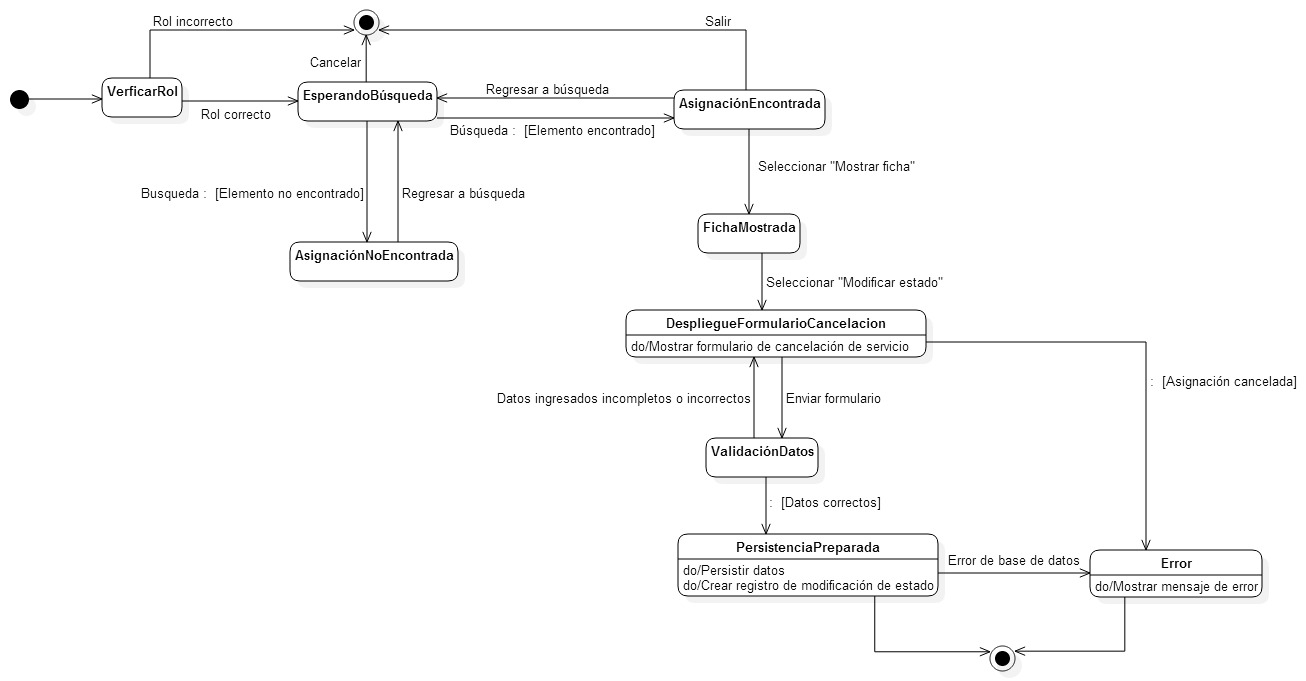 Rol incorrecto
Salir
Cancelar
VerficarRol
EsperandoBúsqueda
Regresar a búsqueda
AsignaciónEncontrada
Rol correcto
Búsqueda : [Elemento encontrado]
Seleccionar "Mostrar ficha"
Busqueda : [Elemento no encontrado]
Regresar a búsqueda
FichaMostrada
AsignaciónNoEncontrada
Seleccionar "Modificar estado"
DespliegueFormularioCancelacion
do/Mostrar formulario de cancelación de servicio
: [Asignación cancelada]
Datos ingresados incompletos o incorrectos
Enviar formulario
ValidaciónDatos
: [Datos correctos]
PersistenciaPreparada
do/Persistir datos
do/Crear registro de modificación de estado
Error de base de datos
Error
do/Mostrar mensaje de error